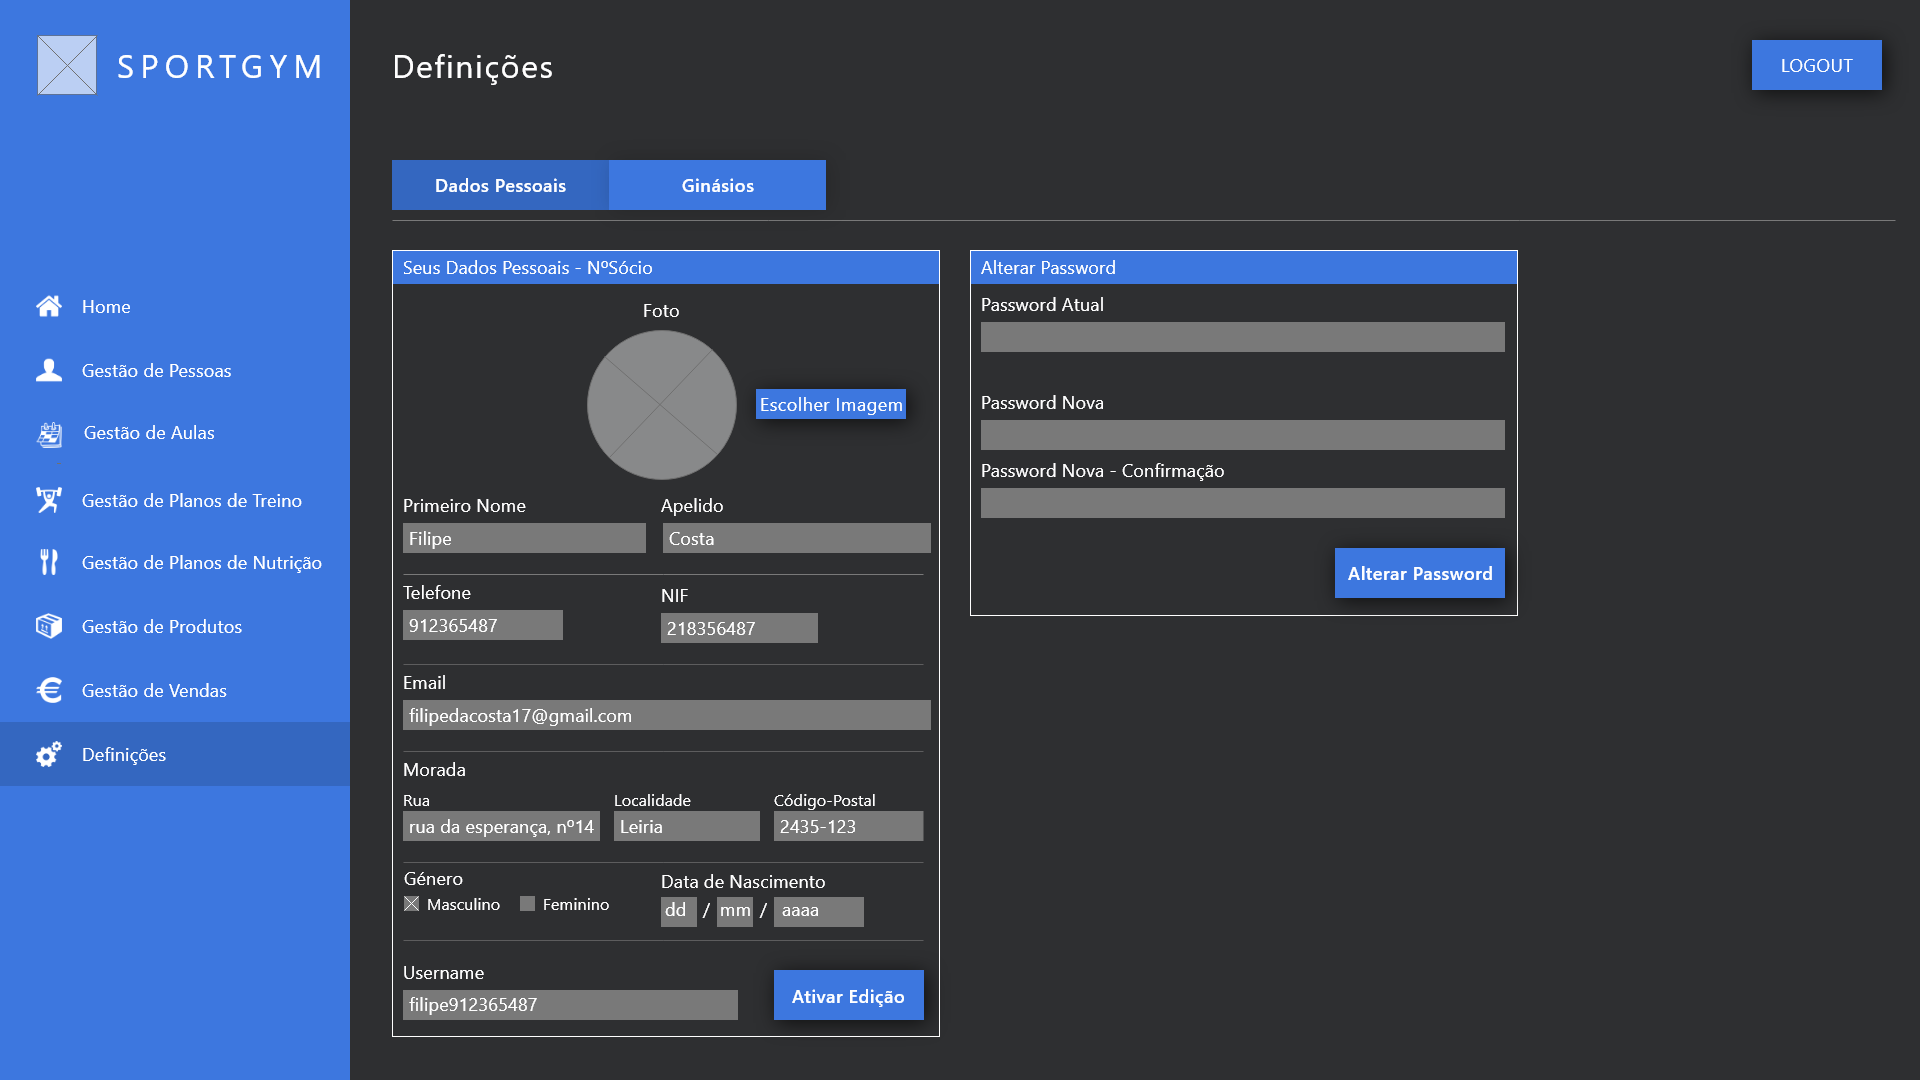 SPORTGYM
Definições
LOGOUT
Home
Gestão de Pessoas
Gestão de Aulas
Gestão de Planos de Treino
Gestão de Planos de Nutrição
Gestão de Produtos
Gestão de Vendas
Definições
Dados Pessoais
Ginásios
Seus Dados Pessoais - NºSócio
Foto
Escolher Imagem
Primeiro Nome
Apelido
Filipe
Costa
Telefone
NIF
912365487
218356487
Email
filipedacosta17@gmail.com
Morada
Rua
Localidade
Código-Postal
rua da esperança, nº14
Leiria
2435-123
Género
Data de Nascimento
Masculino
Feminino
dd / mm / aaaa
Username
filipe912365487
Ativar Edição
Alterar Password
Password Atual
Password Nova
Password Nova - Confirmação
Alterar Password